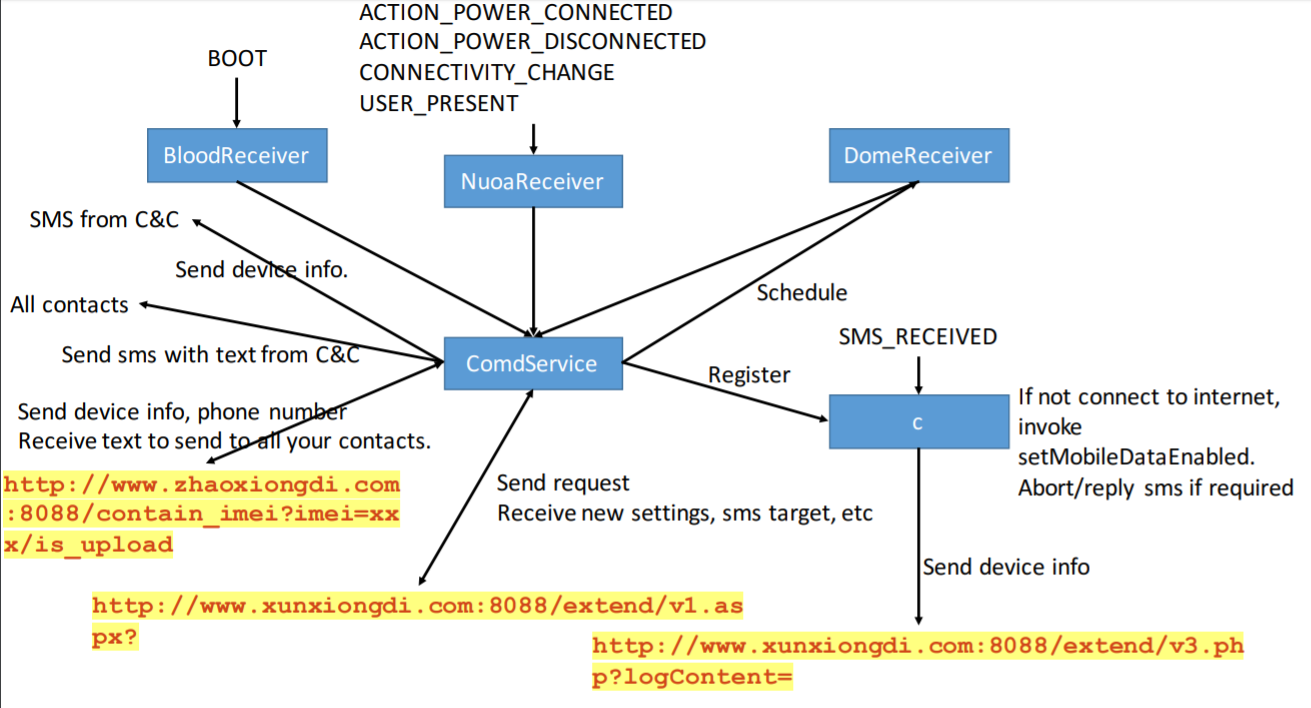 ACTION_POWER_CONNECTED
ACTION_POWER_DISCONNECTED
CONNECTIVITY_CHANGE
USER_PRESENT
BOOT
BloodReceiver
NuoaReceiver
DomeReceiver
SMS from C&C
Send device info.
All contacts
Send sms with text from C&C
ComdService
Schedule
SMS_RECEIVED
Register
c
If not connect to internet,
invoke
setMobileDataEnabled.
Abort/reply sms if required
Send device info, phone number
Receive text to send to all your contacts.
http://www.zhaoxiongdi.com
:8088/contain_imei?imei=xx
x/is_upload
Send request
Receive new settings, sms target, etc
Send device info
http://www.xunxiongdi.com:8088/extend/v1.as
px?
http://www.xunxiongdi.com:8088/extend/v3.ph
p?logContent=